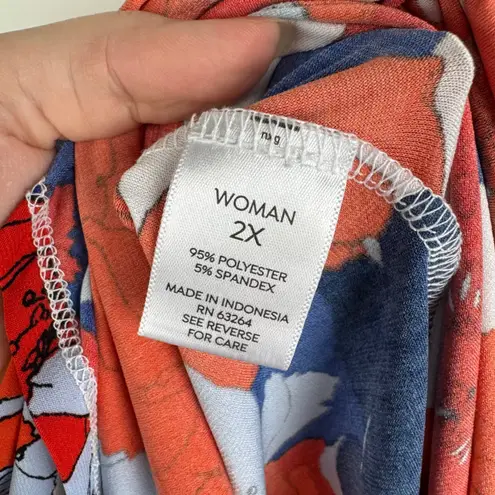 WOMAN
2X
95% POLYESTER
5% SPANDEX
MADE IN INDONESIA
RN 63264
SEE REVERSE
FOR CARE